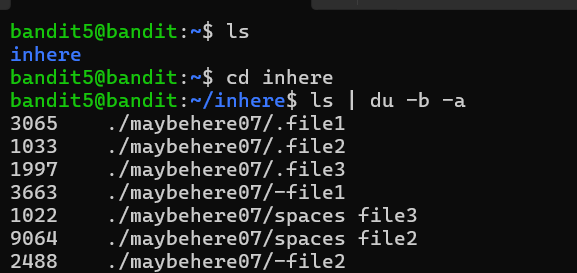 bandit5@bandit:~$ ls
inhere
bandit5@bandit:~$ cd inhere
bandit5@bandit:~/inhere$ ls | du -b -a
3065    ./maybehere07/.file1
1033    ./maybehere07/.file2
1997    ./maybehere07/.file3
3663    ./maybehere07/-file1
1022    ./maybehere07/spaces file3
9064    ./maybehere07/spaces file2
2488    ./maybehere07/-file2